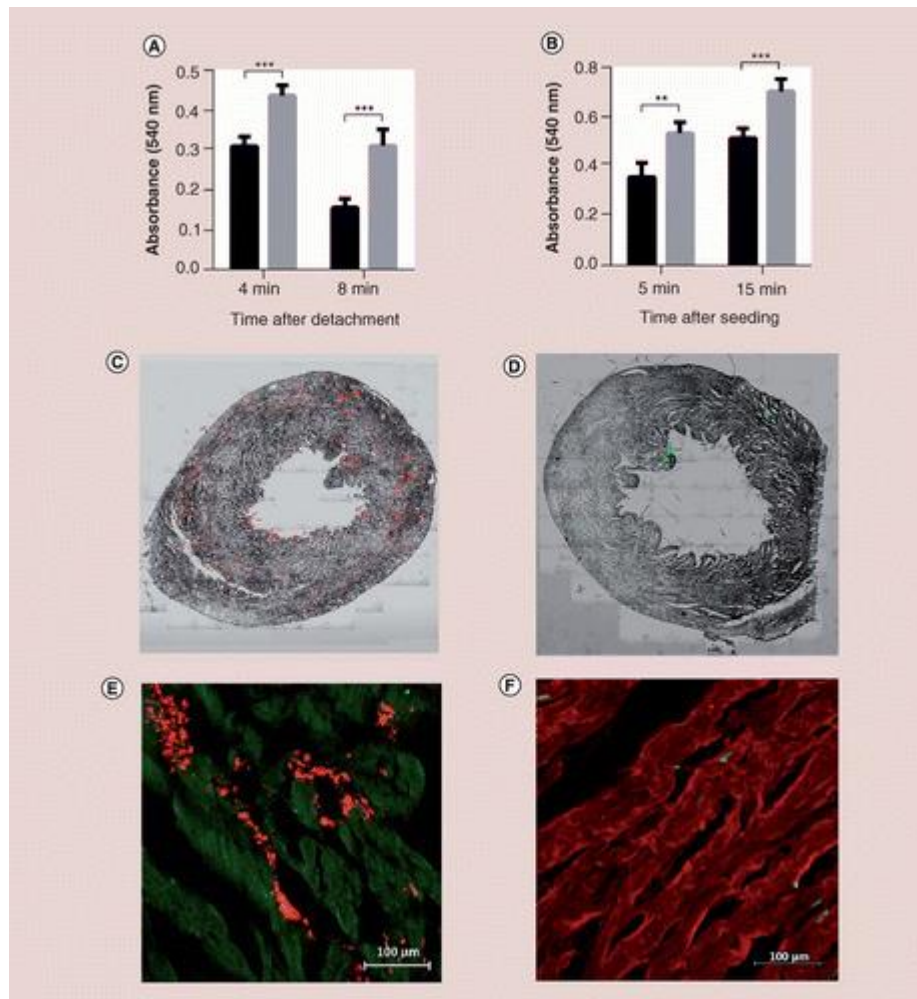 A
Absorbance (540 nm)
0.5
0.4
0.3
0.2
0.1
0.0
***
***
4 min
8 min
Time after detachment
B
Absorbance (540 nm)
0.8
0.6
0.4
0.2
0.0
**
***
5 min
15 min
Time after seeding
C
D
E
100 µm
F
100 µm